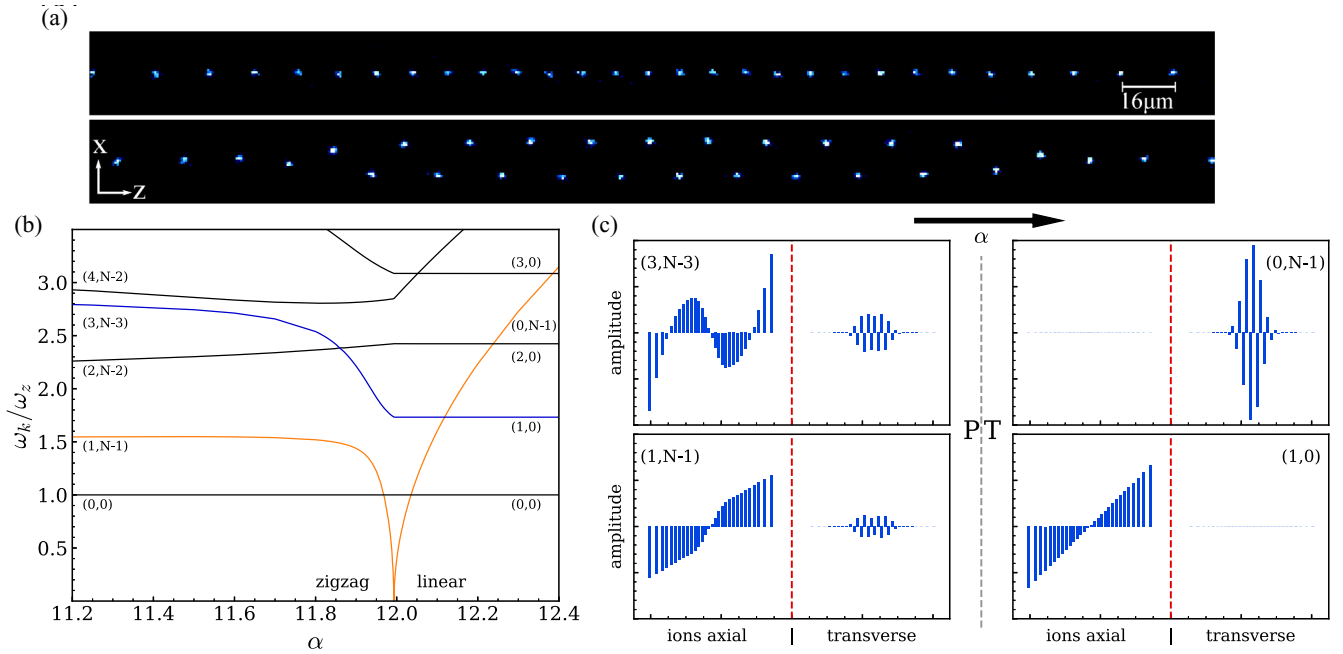 (a)
16μm
X
Z
(b)
ω_k/ω_z
3.0
2.5
2.0
1.5
1.0
0.5
(4,N-2)
(3,N-3)
(2,N-2)
(1,N-1)
(0,0)
(3,0)
(0,N-1)
(2,0)
(1,0)
(0,0)
zigzag
linear
11.2 11.4 11.6 11.8 12.0 12.2 12.4
α
(c)
α
amplitude
(3,N-3)
(0,N-1)
PT
amplitude
(1,N-1)
(1,0)
ions axial | transverse
ions axial | transverse